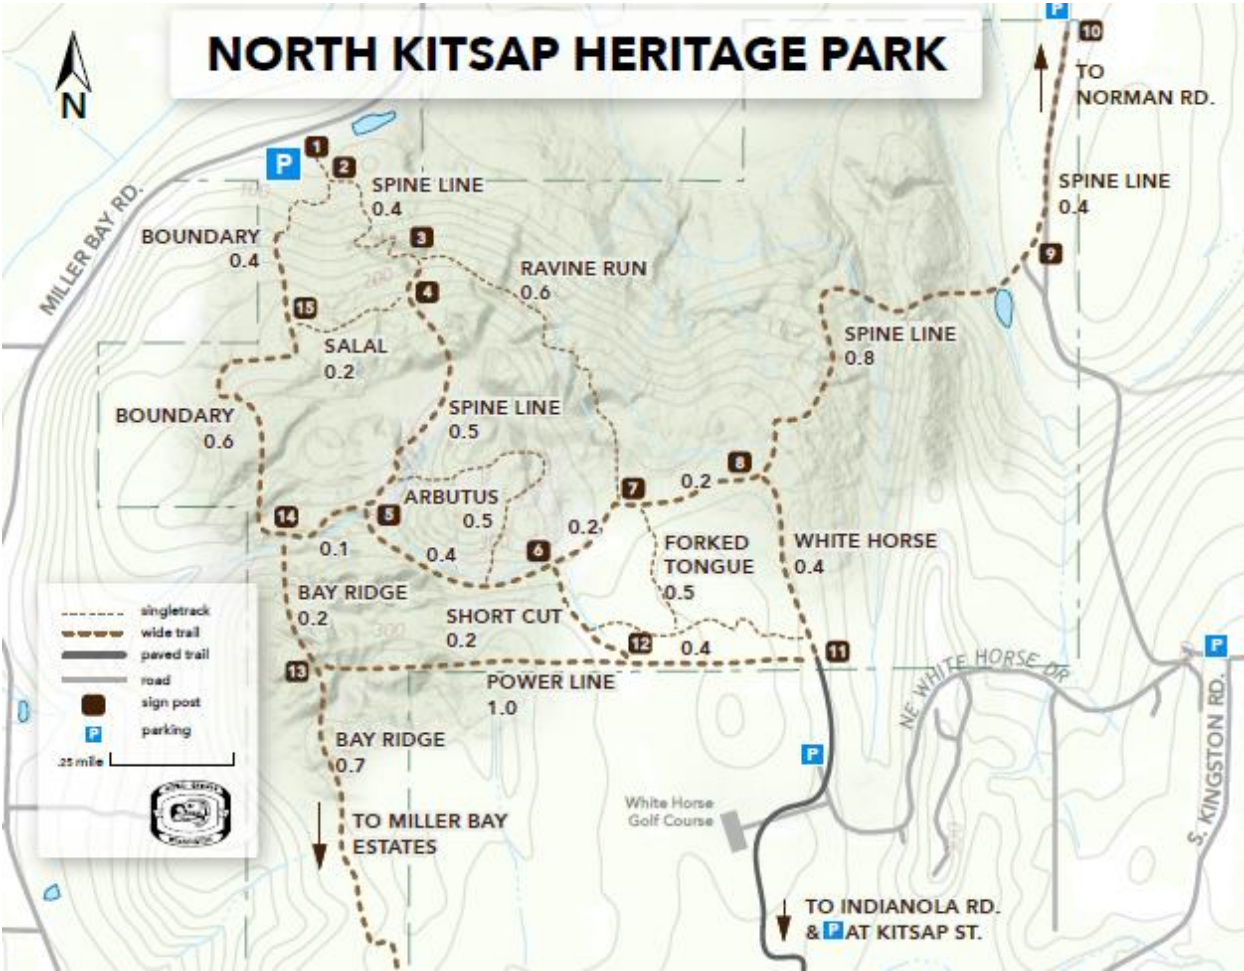 NORTH KITSAP HERITAGE PARK
N
P
10
TO
NORMAN RD.
P
1
2
SPINE LINE
0.4
100
MILLER BAY RD.
BOUNDARY
0.4
3
SPINE LINE
0.4
9
RAVINE RUN
0.6
200
4
15
SALAL
0.2
SPINE LINE
0.8
BOUNDARY
0.6
SPINE LINE
0.5
8
0.2
7
ARBUTUS
0.5
14
5
0.1
0.4
6
0.2
FORKED
TONGUE
0.5
WHITE HORSE
0.4
BAY RIDGE
0.2
SHORT CUT
0.2
300
12
0.4
11
13
POWER LINE
1.0
NE WHITE HORSE DR
P
S. KINGSTON RD.
singletrack
wide trail
paved trail
road
sign post
P
parking
.25 mile
BAY RIDGE
0.7
P
White Horse
Golf Course
TO MILLER BAY
ESTATES
TO INDIANOLA RD.
& P AT KITSAP ST.